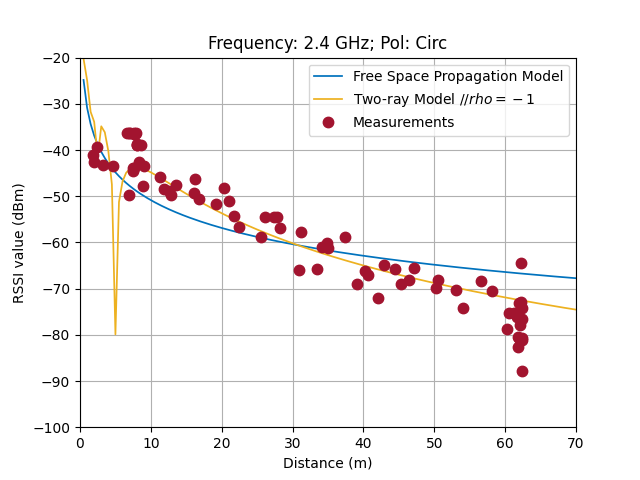 Frequency: 2.4 GHz; Pol: Circ
Free Space Propagation Model
Two-ray Model //rho = −1
Measurements
RSSI value (dBm)
−20
−30
−40
−50
−60
−70
−80
−90
−100
0 10 20 30 40 50 60 70
Distance (m)